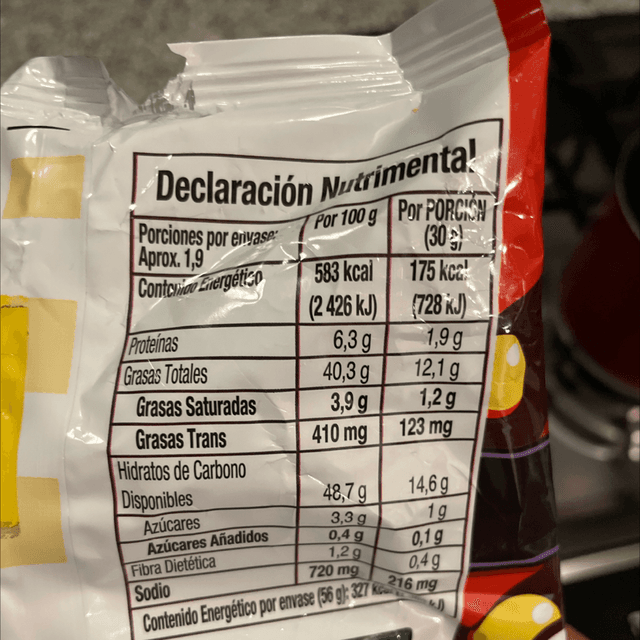 Declaración Nutrimental
Porciones por envase: Aprox. 1,9
Por 100 g
Por PORCIÓN (30 g)
Contenido Energético 583 kcal (2 426 kJ) 175 kcal (728 kJ)
Proteínas 6,3 g 1,9 g
Grasas Totales 40,3 g 12,1 g
Grasas Saturadas 3,9 g 1,2 g
Grasas Trans 410 mg 123 mg
Hidratos de Carbono
Disponibles 48,7 g 14,6 g
Azúcares 3,3 g 1 g
Azúcares Añadidos 0,4 g 0,1 g
Fibra Dietética 1,2 g 0,4 g
Sodio 720 mg 216 mg
Contenido Energético por envase (56 g): 327